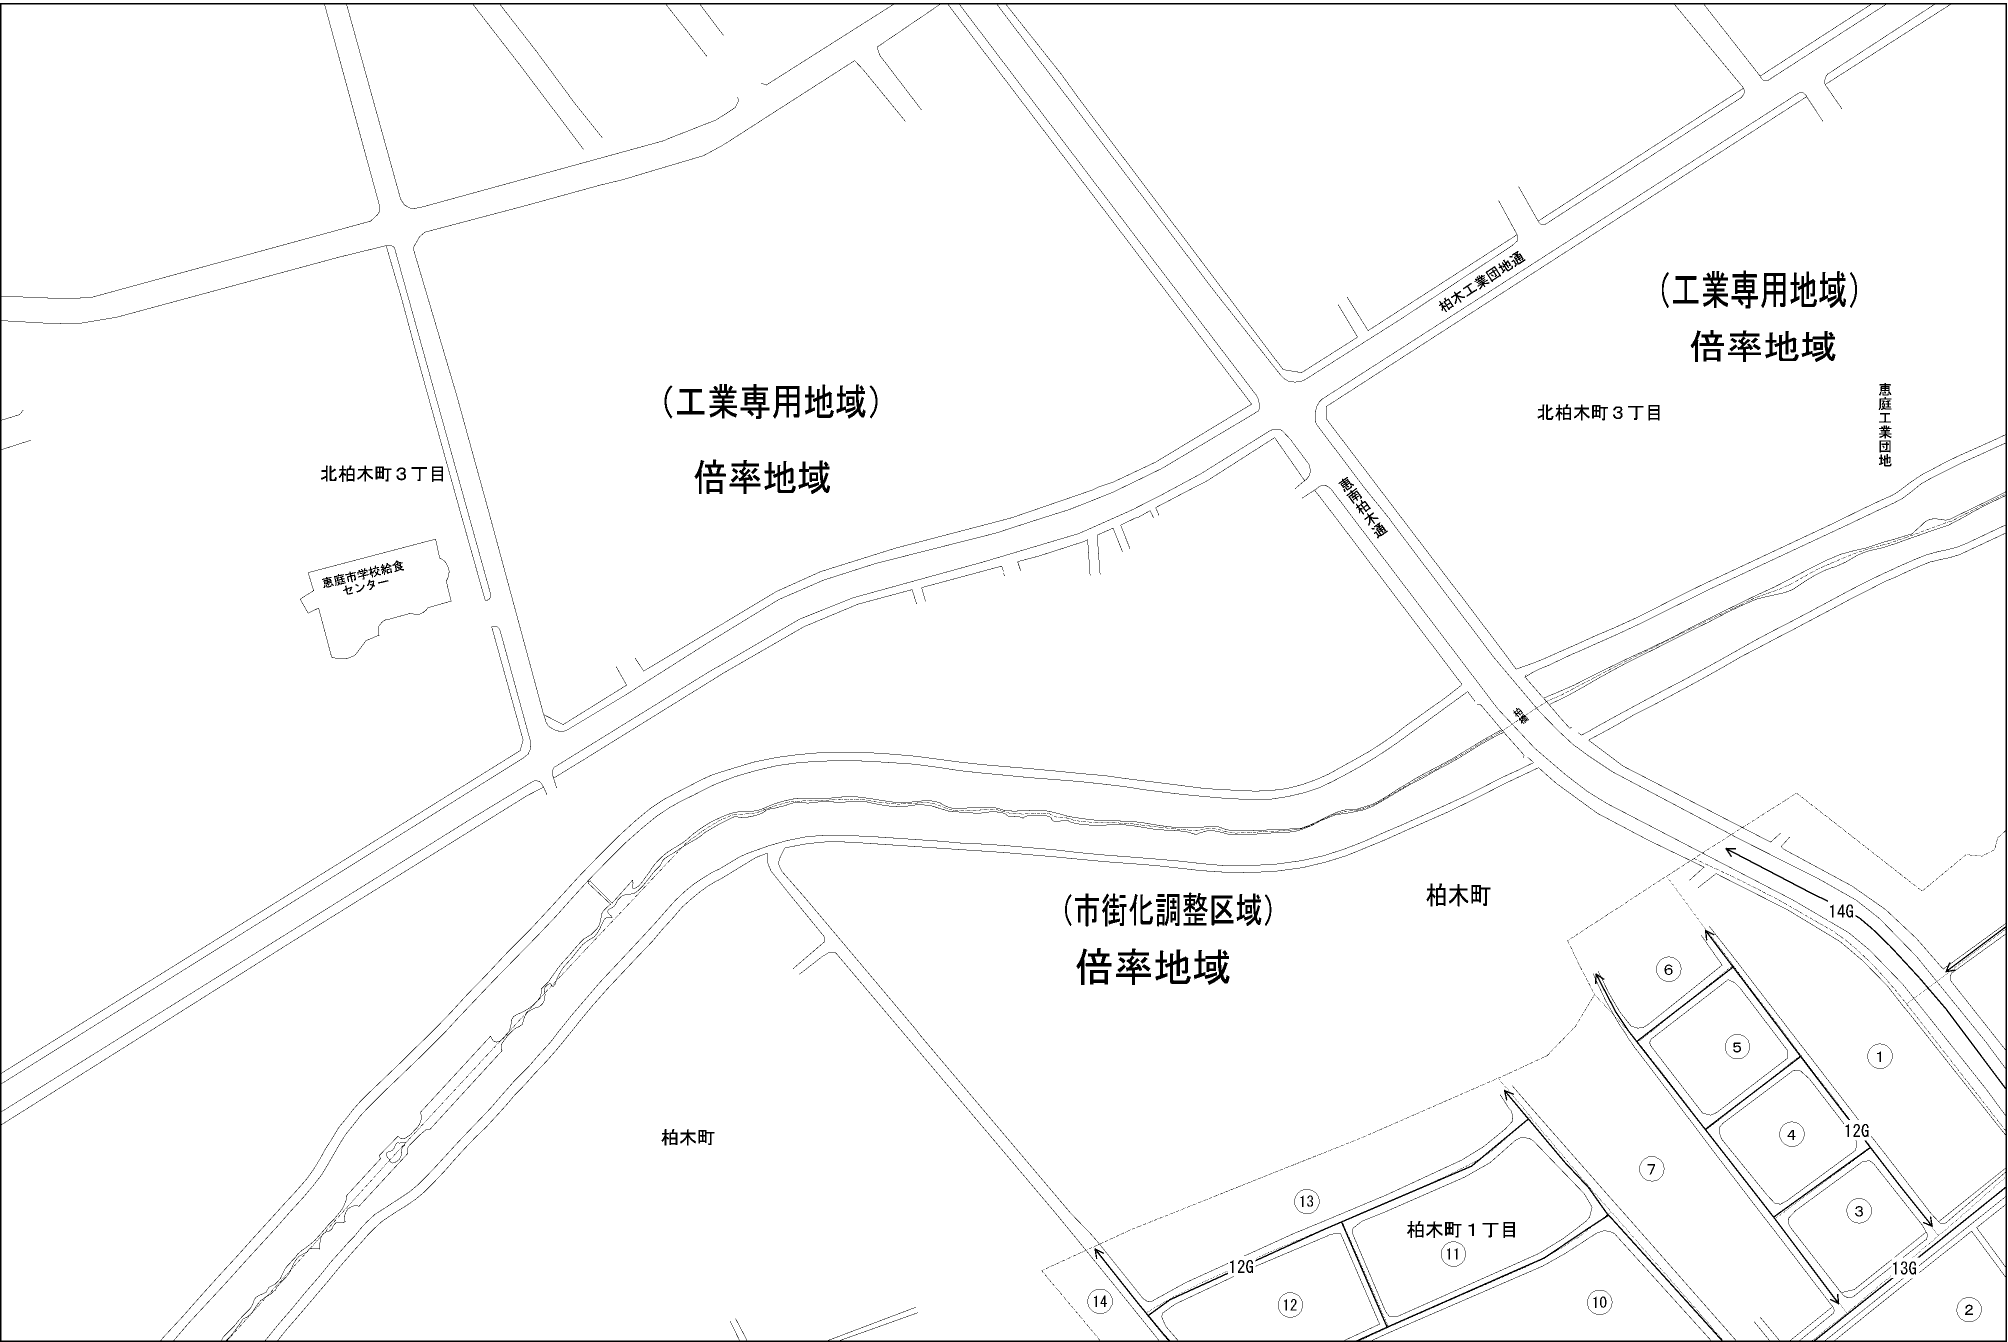 柏木工業団地通
（工業専用地域）
倍率地域
（工業専用地域）
倍率地域
北柏木町３丁目
恵庭工業団地
北柏木町３丁目
恵南柏木通
恵庭市学校給食
センター
（市街化調整区域）
倍率地域
柏木町
14G
6
5
1
4
12G
7
柏木町
13
3
柏木町１丁目
11
12G
13G
14
12
10
2